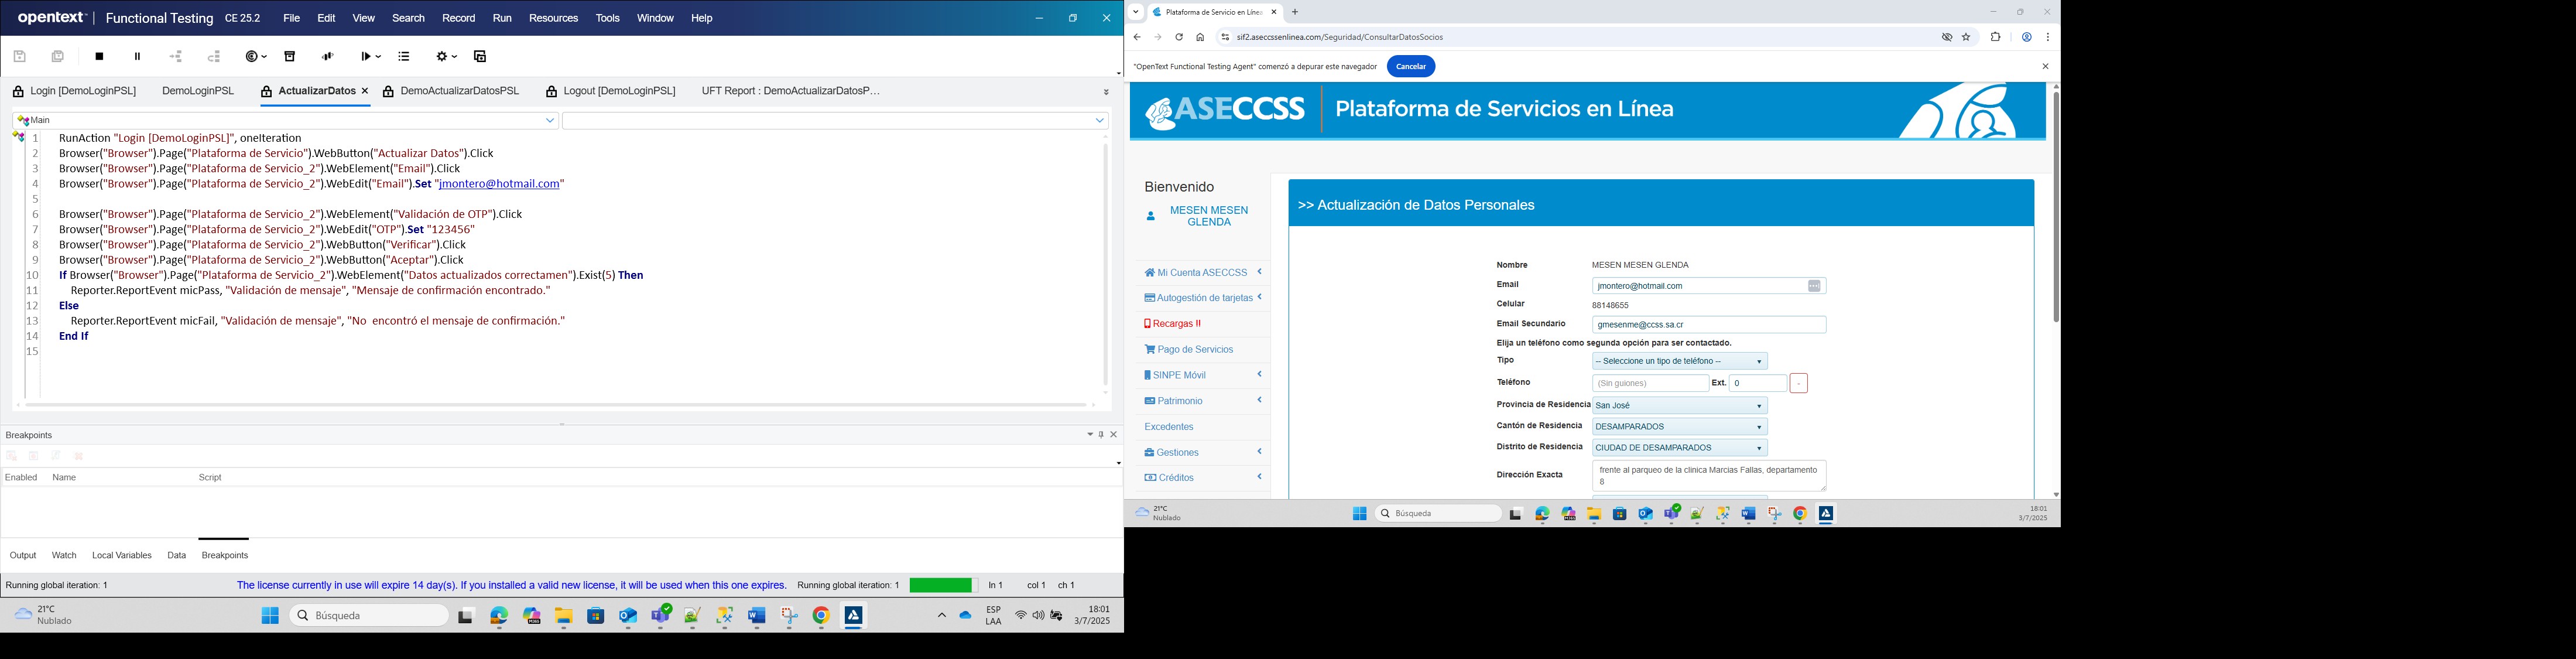 opentext™ | Functional Testing CE 25.2 File Edit View Search Record Run Resources Tools Window Help
Login [DemoLoginPSL] DemoLoginPSL ActualizarDatos × DemoActualizarDatosPSL Logout [DemoLoginPSL] UFT Report : DemoActualizarDatosP…
Main
1 RunAction "Login [DemoLoginPSL]", oneIteration
2 Browser("Browser").Page("Plataforma de Servicio").WebButton("Actualizar Datos").Click
3 Browser("Browser").Page("Plataforma de Servicio_2").WebElement("Email").Click
4 Browser("Browser").Page("Plataforma de Servicio_2").WebEdit("Email").Set "jmontero@hotmail.com"
5
6 Browser("Browser").Page("Plataforma de Servicio_2").WebElement("Validación de OTP").Click
7 Browser("Browser").Page("Plataforma de Servicio_2").WebEdit("OTP").Set "123456"
8 Browser("Browser").Page("Plataforma de Servicio_2").WebButton("Verificar").Click
9 Browser("Browser").Page("Plataforma de Servicio_2").WebButton("Aceptar").Click
10 If Browser("Browser").Page("Plataforma de Servicio_2").WebElement("Datos actualizados correctamen").Exist(5) Then
11 Reporter.ReportEvent micPass, "Validación de mensaje", "Mensaje de confirmación encontrado."
12 Else
13 Reporter.ReportEvent micFail, "Validación de mensaje", "No  encontró el mensaje de confirmación."
14 End If
15
Breakpoints
Enabled Name Script
Output Watch Local Variables Data Breakpoints
Running global iteration: 1 The license currently in use will expire 14 day(s). If you installed a valid new license, it will be used when this one expires. Running global iteration: 1 ln 1 col 1 ch 1
21°C
Nublado
Búsqueda
ESP
LAA
18:01
3/7/2025
Plataforma de Servicio en Línea ×
sif2.aseccssenlinea.com/Seguridad/ConsultarDatosSocios
"OpenText Functional Testing Agent" comenzó a depurar este navegador Cancelar
ASECCSS | Plataforma de Servicios en Línea
Bienvenido
MESEN MESEN
GLENDA
Mi Cuenta ASECCSS
Autogestión de tarjetas
Recargas II
Pago de Servicios
SINPE Móvil
Patrimonio
Excedentes
Gestiones
Créditos
>> Actualización de Datos Personales
Nombre MESEN MESEN GLENDA
Email jmontero@hotmail.com
Celular 88148655
Email Secundario gmesenme@ccss.sa.cr
Elija un teléfono como segunda opción para ser contactado.
Tipo -- Seleccione un tipo de teléfono --
Teléfono (Sin guiones) Ext. 0 -
Provincia de Residencia San José
Cantón de Residencia DESAMPARADOS
Distrito de Residencia CIUDAD DE DESAMPARADOS
Dirección Exacta frente al parqueo de la clinica Marcias Fallas, departamento
8
21°C
Nublado
Búsqueda
18:01
3/7/2025